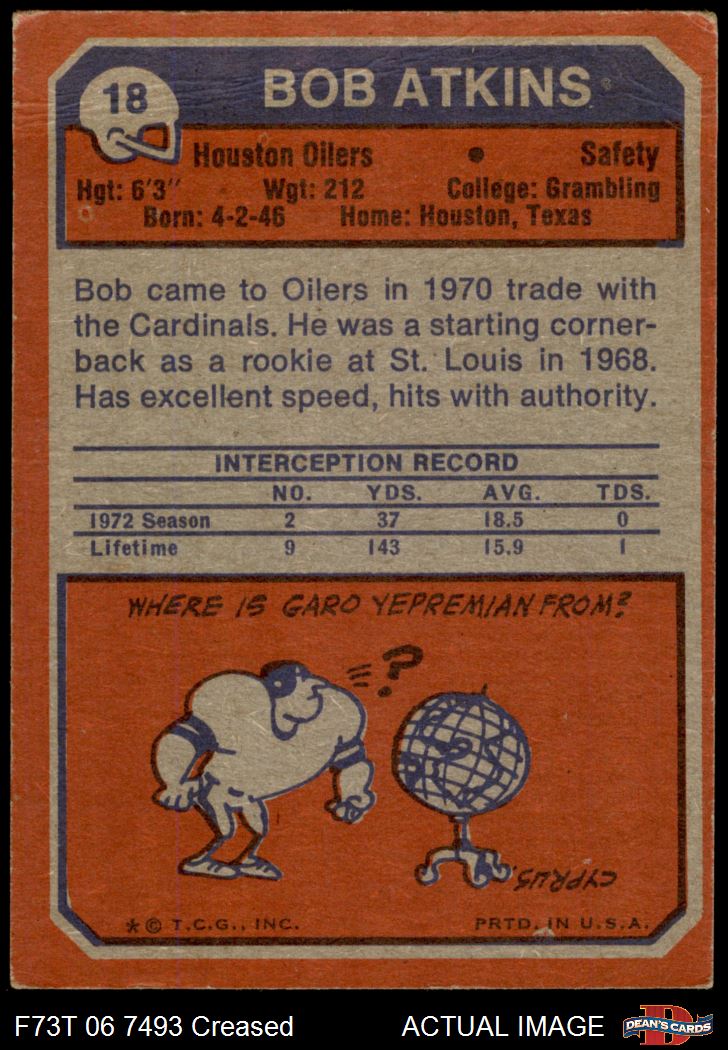 18
BOB ATKINS
Houston Oilers • Safety
Hgt: 6'3" Wgt: 212 College: Grambling
Born: 4-2-46 Home: Houston, Texas
Bob came to Oilers in 1970 trade with
the Cardinals. He was a starting corner-
back as a rookie at St. Louis in 1968.
Has excellent speed, hits with authority.
INTERCEPTION RECORD
NO. YDS. AVG. TDS.
1972 Season 2 37 18.5 0
Lifetime 9 143 15.9 1
WHERE IS GARO YEPREMIAN FROM?
?
CYPRUS.
* © T.C.G., INC. PRTD. IN U.S.A.
F73T 06 7493 Creased ACTUAL IMAGE
D
DEAN'S CARDS